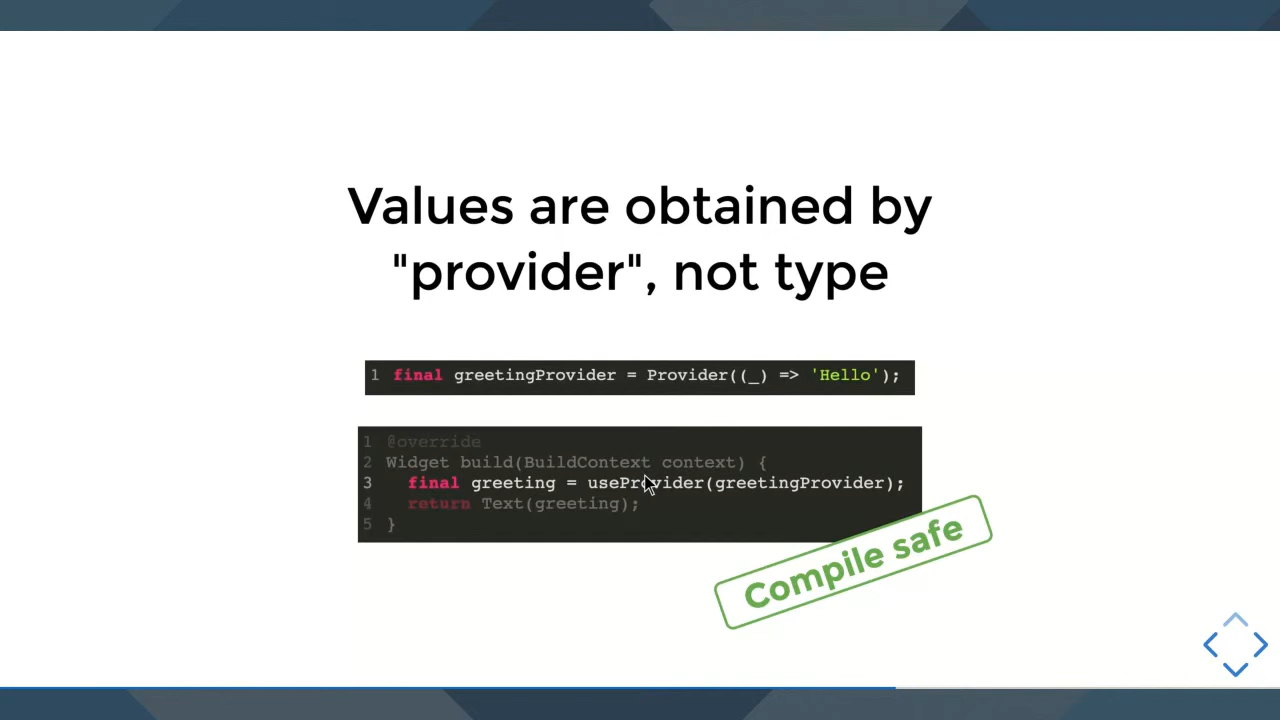 Values are obtained by
"provider", not type
1 final greetingProvider = Provider((_) => 'Hello');
1 @override
2 Widget build(BuildContext context) {
3 final greeting = useProvider(greetingProvider);
4 return Text(greeting);
5 }
Compile safe